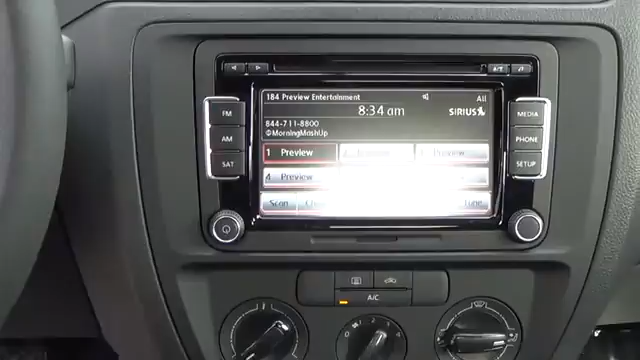 184 Preview Entertainment
All
8:34 am
SIRIUS
844-711-8800
@MorningMashUp
1 Preview
Preview
4 Preview
Scan
Tune
FM
AM
SAT
MEDIA
PHONE
SETUP
A/C